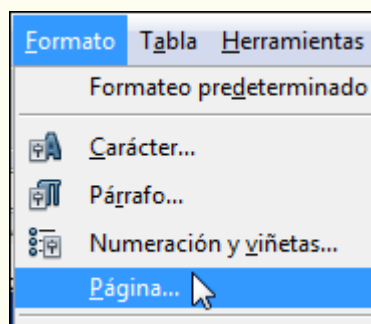 Formato Tabla Herramientas
Formateo predeterminado
Carácter...
Párrafo...
Numeración y viñetas...
Página...